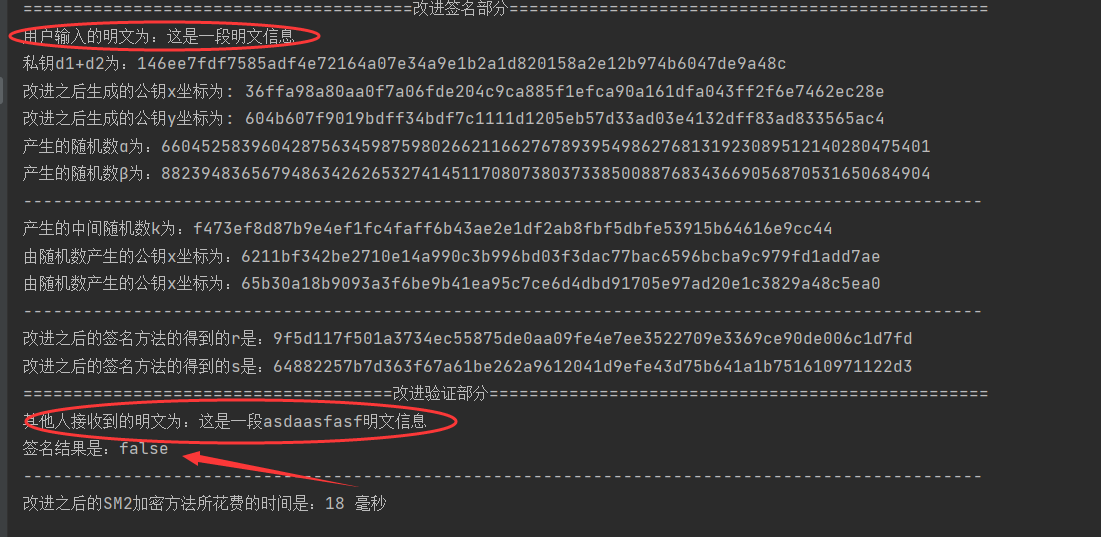 =======================================改进签名部分================================================
用户输入的明文为：这是一段明文信息
私钥d1+d2为：146ee7fdf7585adf4e72164a07e34a9e1b2a1d820158a2e12b974b6047de9a48c
改进之后生成的公钥x坐标为: 36ffa98a80aa0f7a06fde204c9ca885f1efca90a161dfa043ff2f6e7462ec28e
改进之后生成的公钥y坐标为: 604b607f9019bdff34bdf7c1111d1205eb57d33ad03e4132dff83ad833565ac4
产生的随机数α为：66045258396042875634598759802662116627678939549862768131923089512140280475401
产生的随机数β为：88239483656794863426265327414511708073803733850088768343669056870531650684904
------------------------------------------------------------------------------------------------
产生的中间随机数k为：f473ef8d87b9e4ef1fc4faff6b43ae2e1df2ab8fbf5dbfe53915b64616e9cc44
由随机数产生的公钥x坐标为：6211bf342be2710e14a990c3b996bd03f3dac77bac6596bcba9c979fd1add7ae
由随机数产生的公钥x坐标为：65b30a18b9093a3f6be9b41ea95c7ce6d4dbd91705e97ad20e1c3829a48c5ea0
------------------------------------------------------------------------------------------------
改进之后的签名方法的得到的r是：9f5d117f501a3734ec55875de0aa09fe4e7ee3522709e3369ce90de006c1d7fd
改进之后的签名方法的得到的s是：64882257b7d363f67a61be262a9612041d9efe43d75b641a1b751610971122d3
=====================================改进验证部分==================================================
其他人接收到的明文为：这是一段asdaasfasf明文信息
签名结果是：false
------------------------------------------------------------------------------------------------
改进之后的SM2加密方法所花费的时间是：18 毫秒